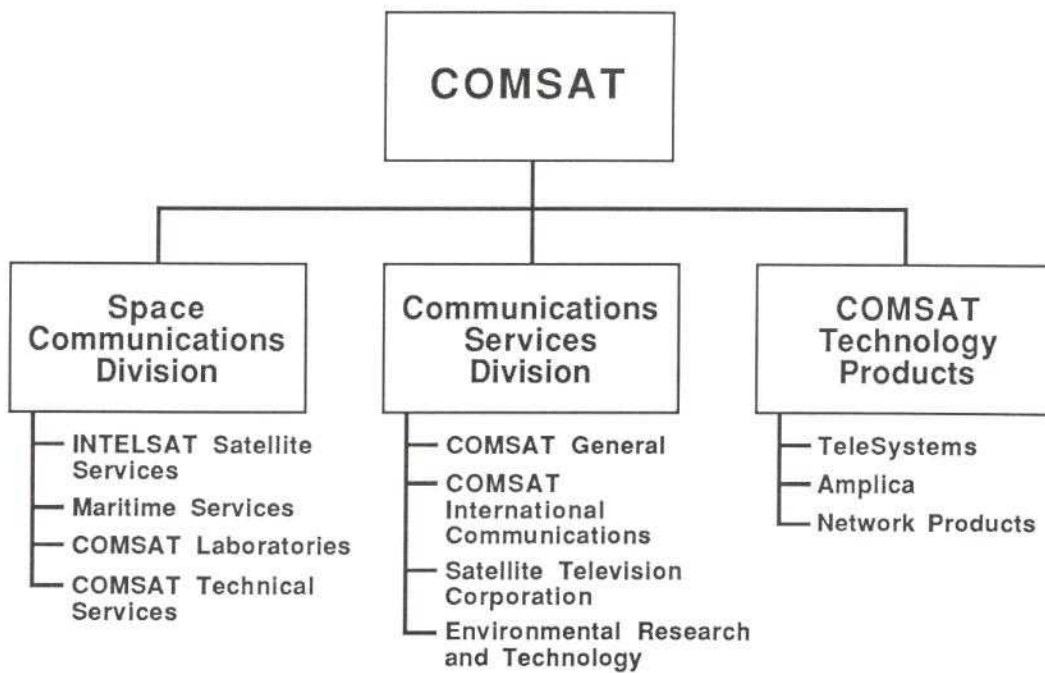 COMSAT
Space
Communications
Division
INTELSAT Satellite
Services
Maritime Services
COMSAT Laboratories
COMSAT Technical
Services
Communications
Services
Division
COMSAT General
COMSAT
International
Communications
Satellite Television
Corporation
Environmental Research
and Technology
COMSAT
Technology
Products
TeleSystems
Amplica
Network Products